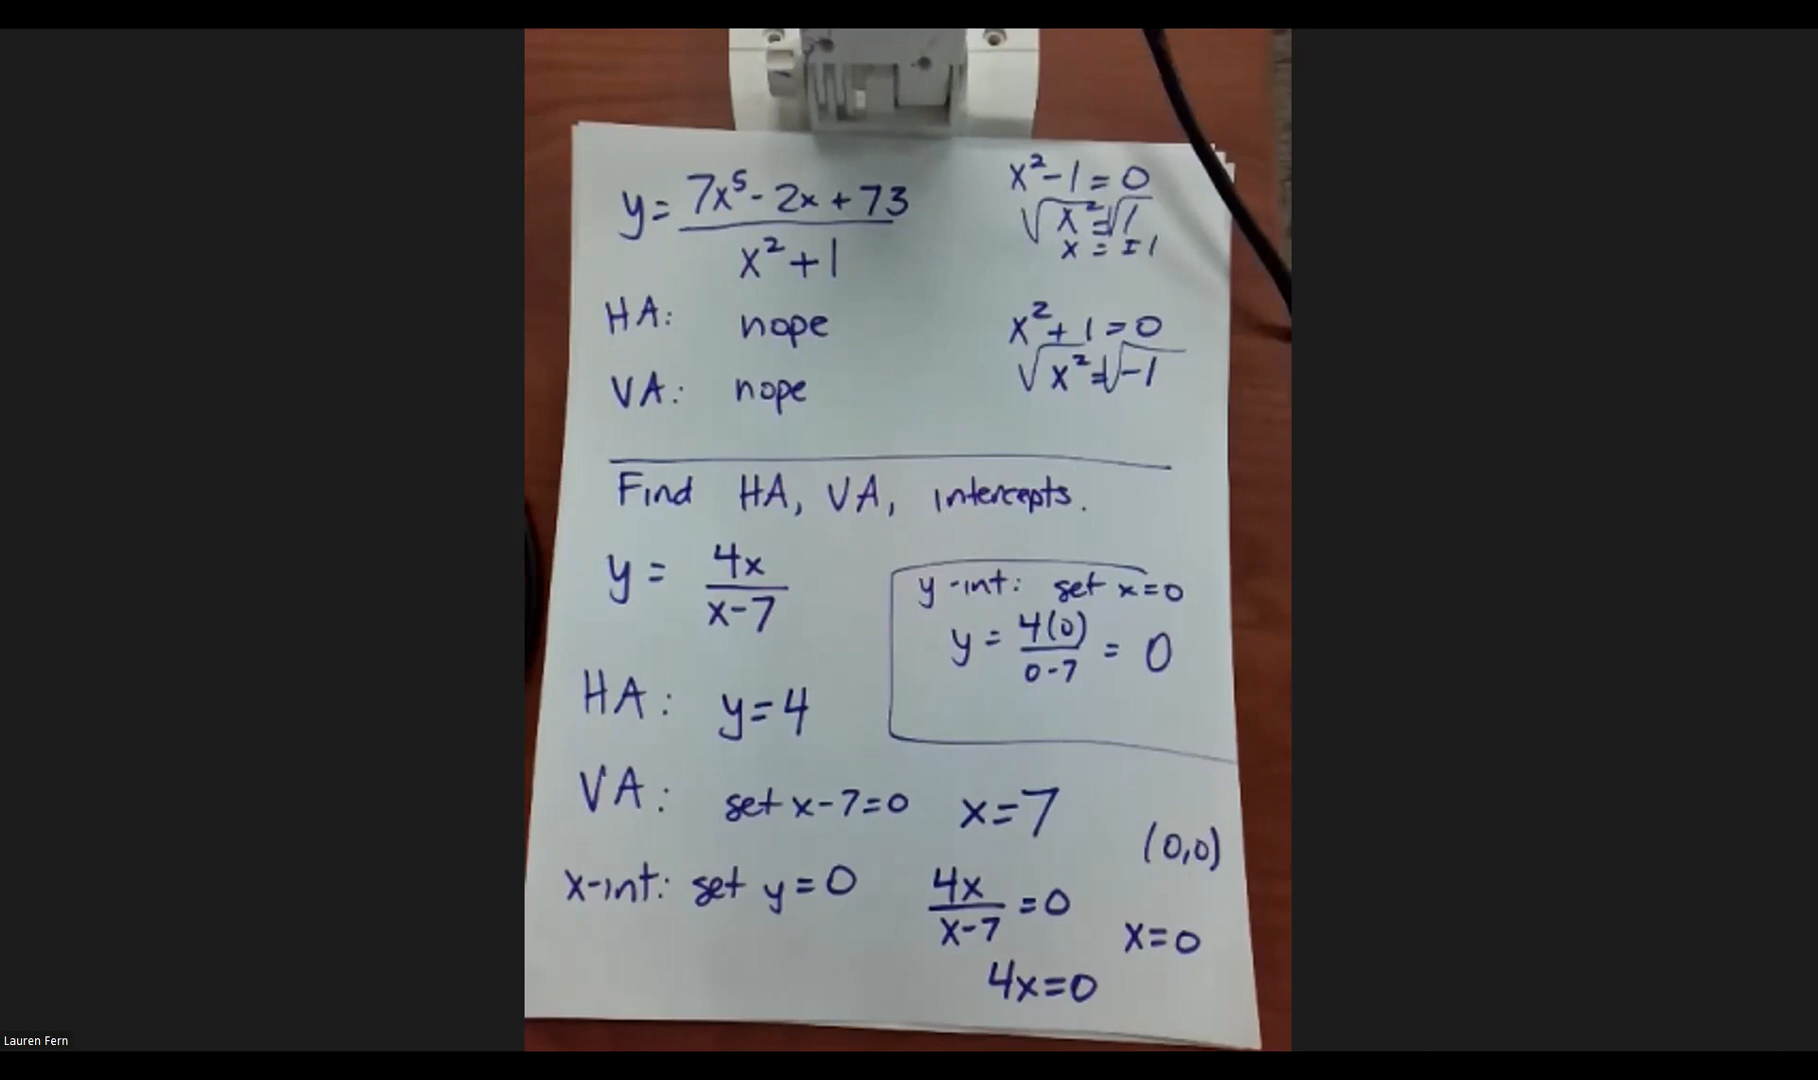 y = 7x⁵ - 2x + 73
x² + 1
HA: nope
VA: nope
x² - 1 = 0
√x² = √1
x = ±1
x² + 1 = 0
√x² = √-1
Find HA, VA, intercepts.
y = 4x
x - 7
y-int: set x = 0
y = 4(0) = 0
0 - 7
HA: y = 4
VA: set x - 7 = 0 x = 7
(0,0)
x-int: set y = 0
4x = 0
x - 7
x = 0
4x = 0
Lauren Fern